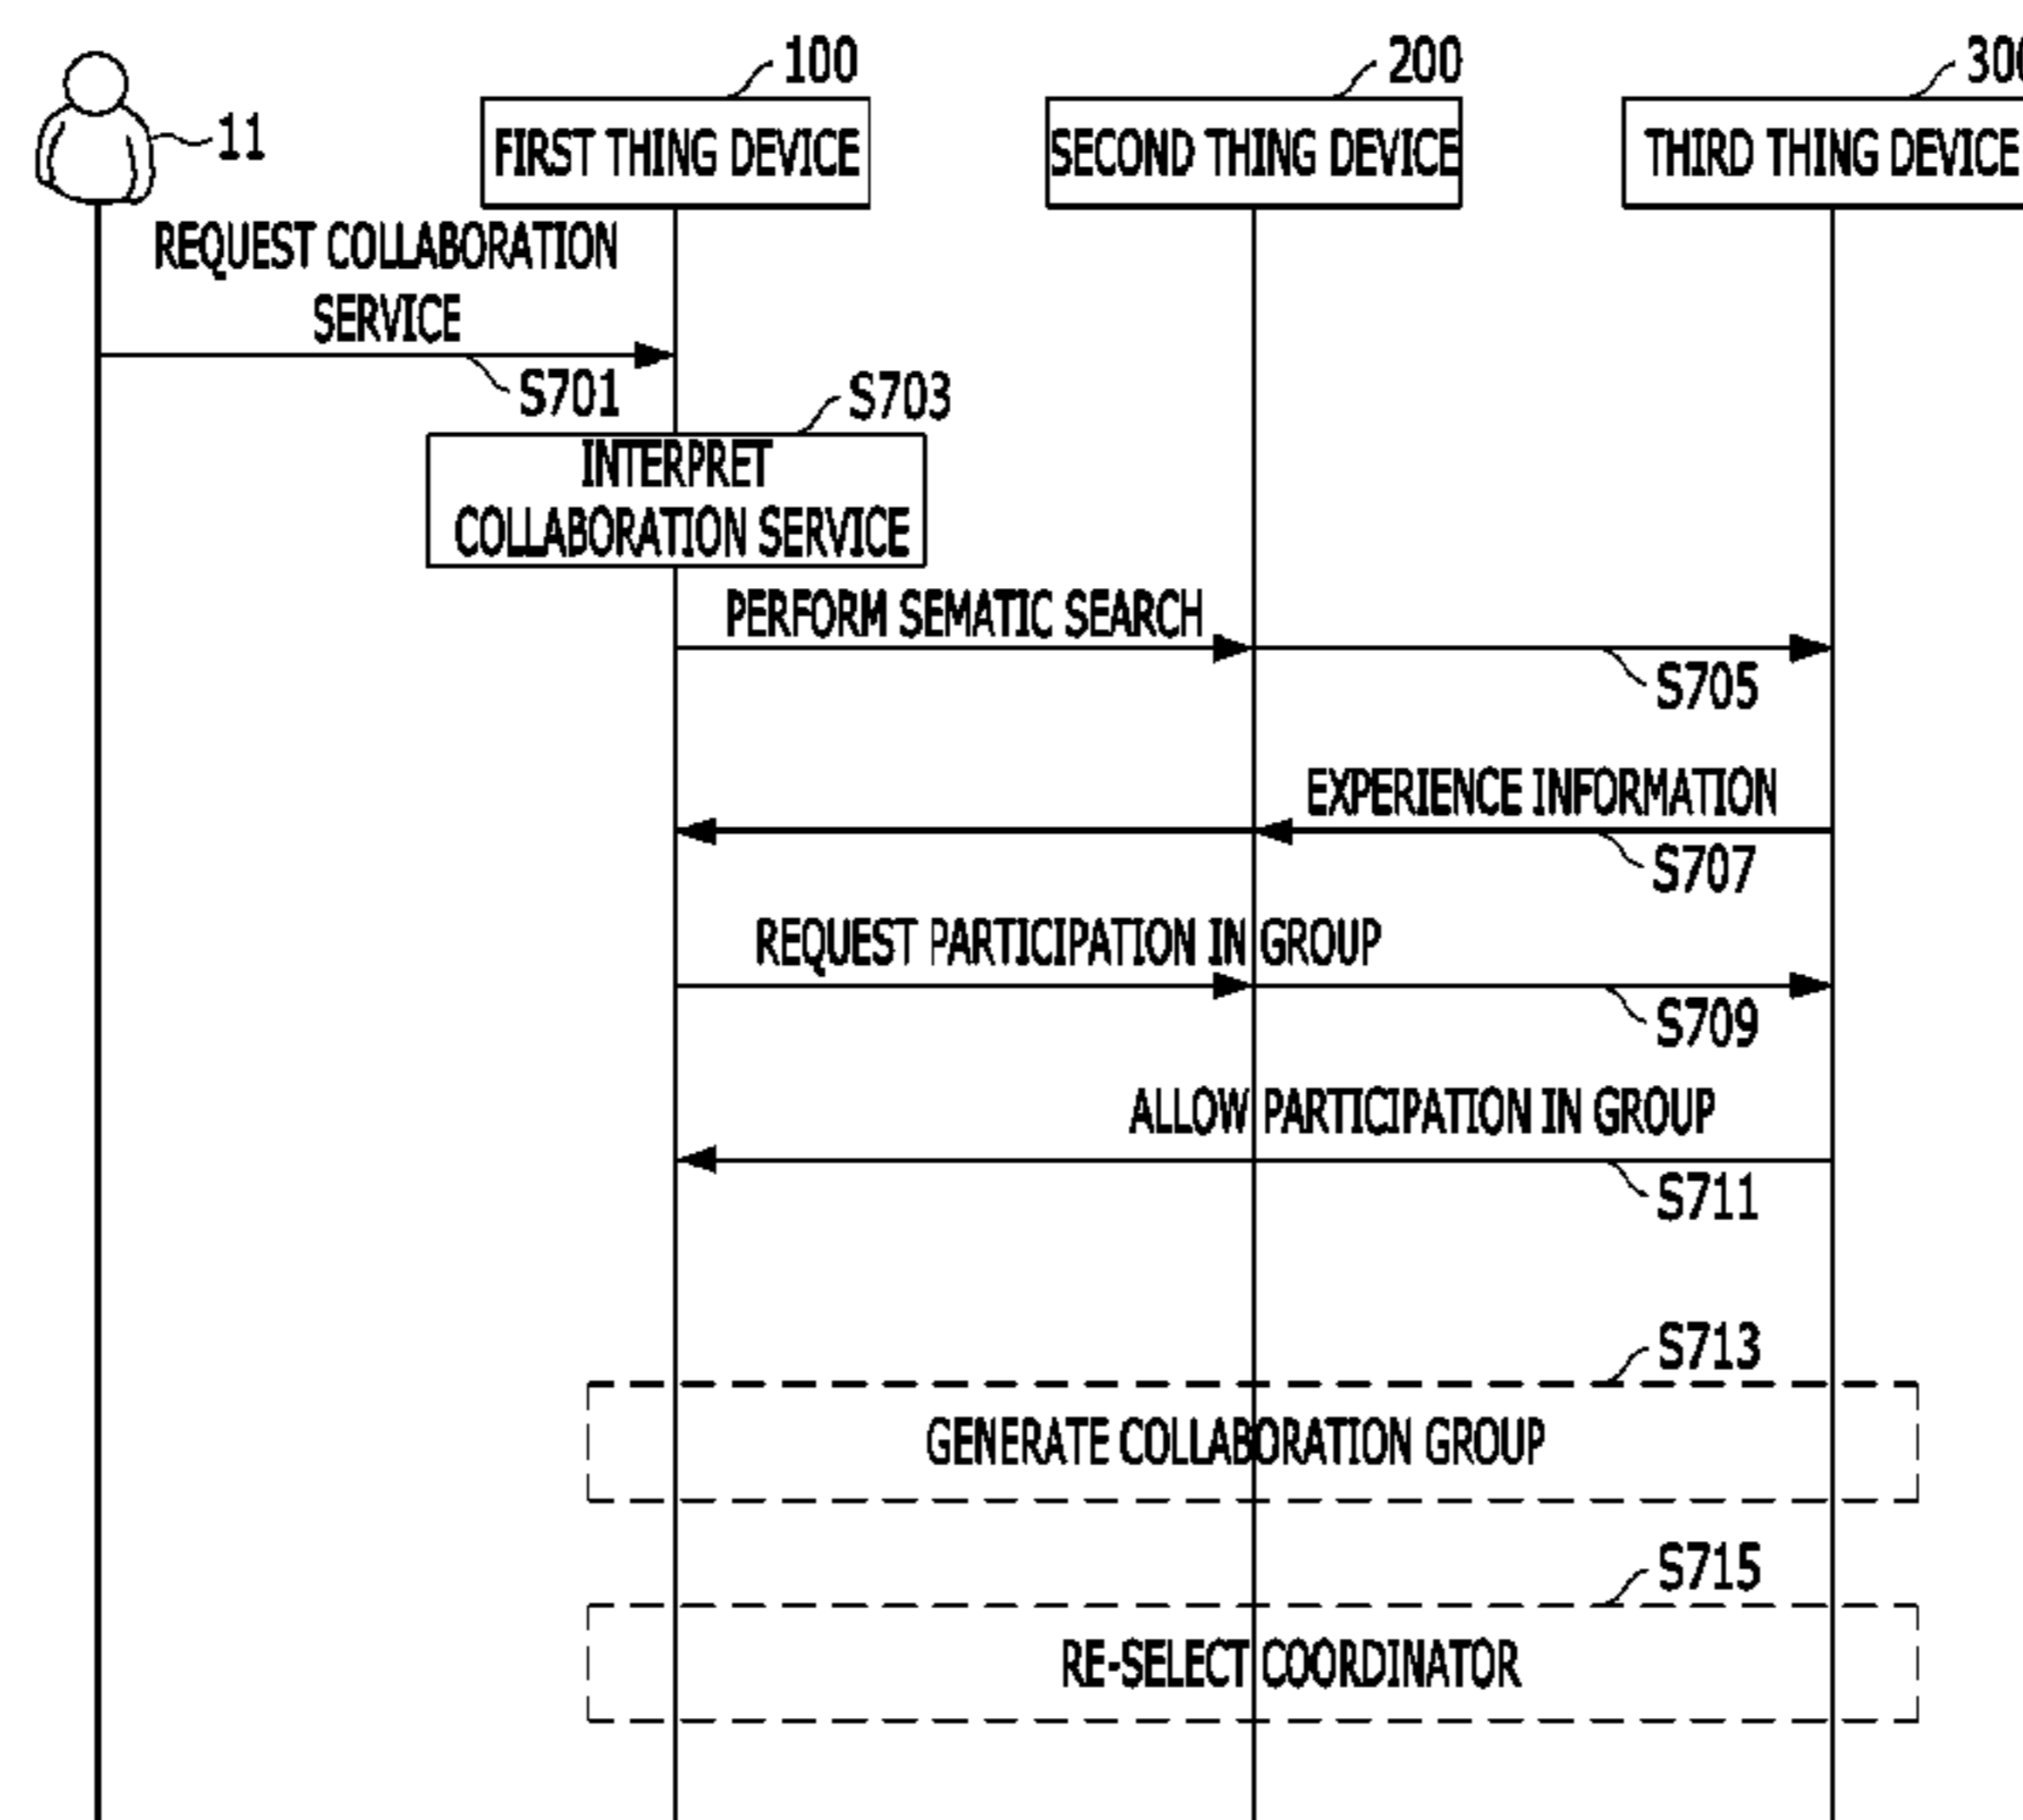 100
200
300
11
FIRST THING DEVICE
SECOND THING DEVICE
THIRD THING DEVICE
REQUEST COLLABORATION
SERVICE
S701
S703
INTERPRET
COLLABORATION SERVICE
PERFORM SEMATIC SEARCH
S705
EXPERIENCE INFORMATION
S707
REQUEST PARTICIPATION IN GROUP
S709
ALLOW PARTICIPATION IN GROUP
S711
S713
GENERATE COLLABORATION GROUP
S715
RE-SELECT COORDINATOR